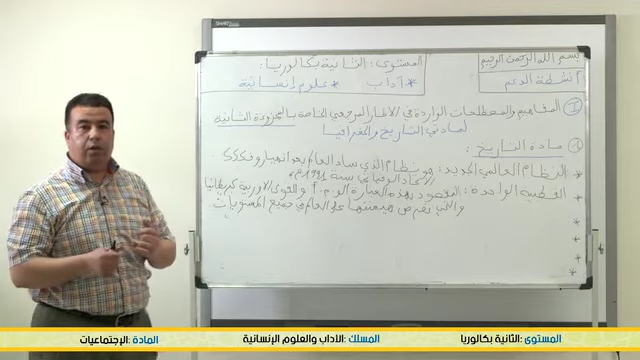 بسم الله الرحمن الرحيم
أنشطة الدعم
المستوى: الثانية بكالوريا:
* آداب * علوم إنسانية
المفاهيم والمصطلحات الواردة في الإطار المرجعي الخاصة بالمجزوءة الثانية
لمادتي التاريخ والجغرافيا
مادة التاريخ:
* النظام العالمي الجديد: هو نظام الذي ساد العالم بعد انهيار وتفكك
الاتحاد السوفياتي سنة 1991م
* القطبية الواحدة: المقصود بهذه العبارة الو.م.أ والقوى الأوربية كبريطانيا
والتي تفرض هيمنتها على العالم في جميع المستويات.
*
*
*
المستوى :الثانية بكالوريا
المسلك :الآداب والعلوم الإنسانية
المادة :الإجتماعيات